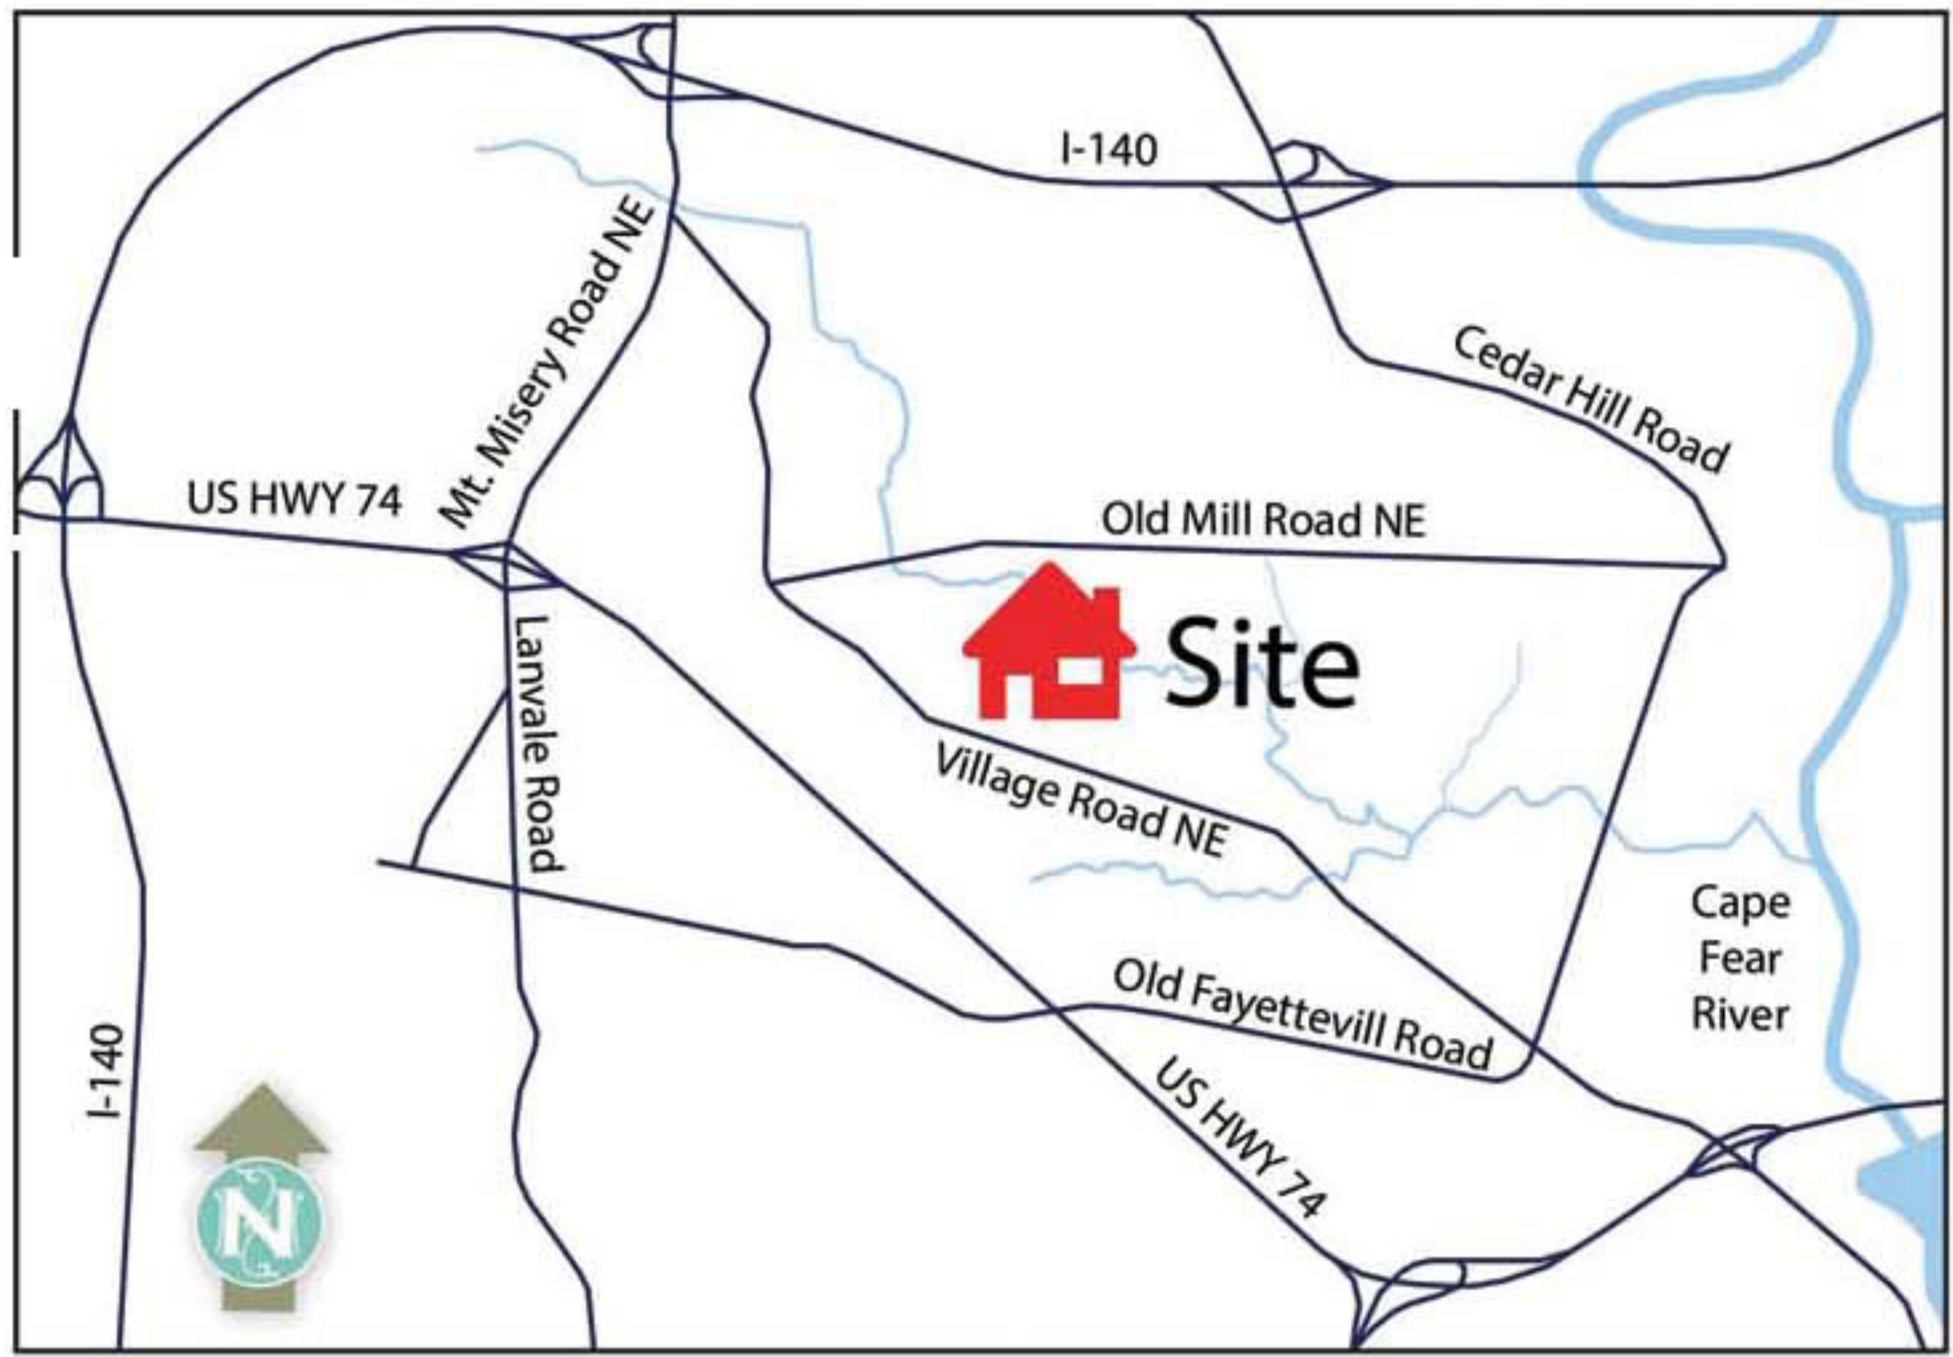 I-140
Mt. Misery Road NE
Cedar Hill Road
US HWY 74
Old Mill Road NE
Site
Lanvale Road
Village Road NE
Cape
Fear
River
Old Fayettevill Road
I-140
US HWY 74
N